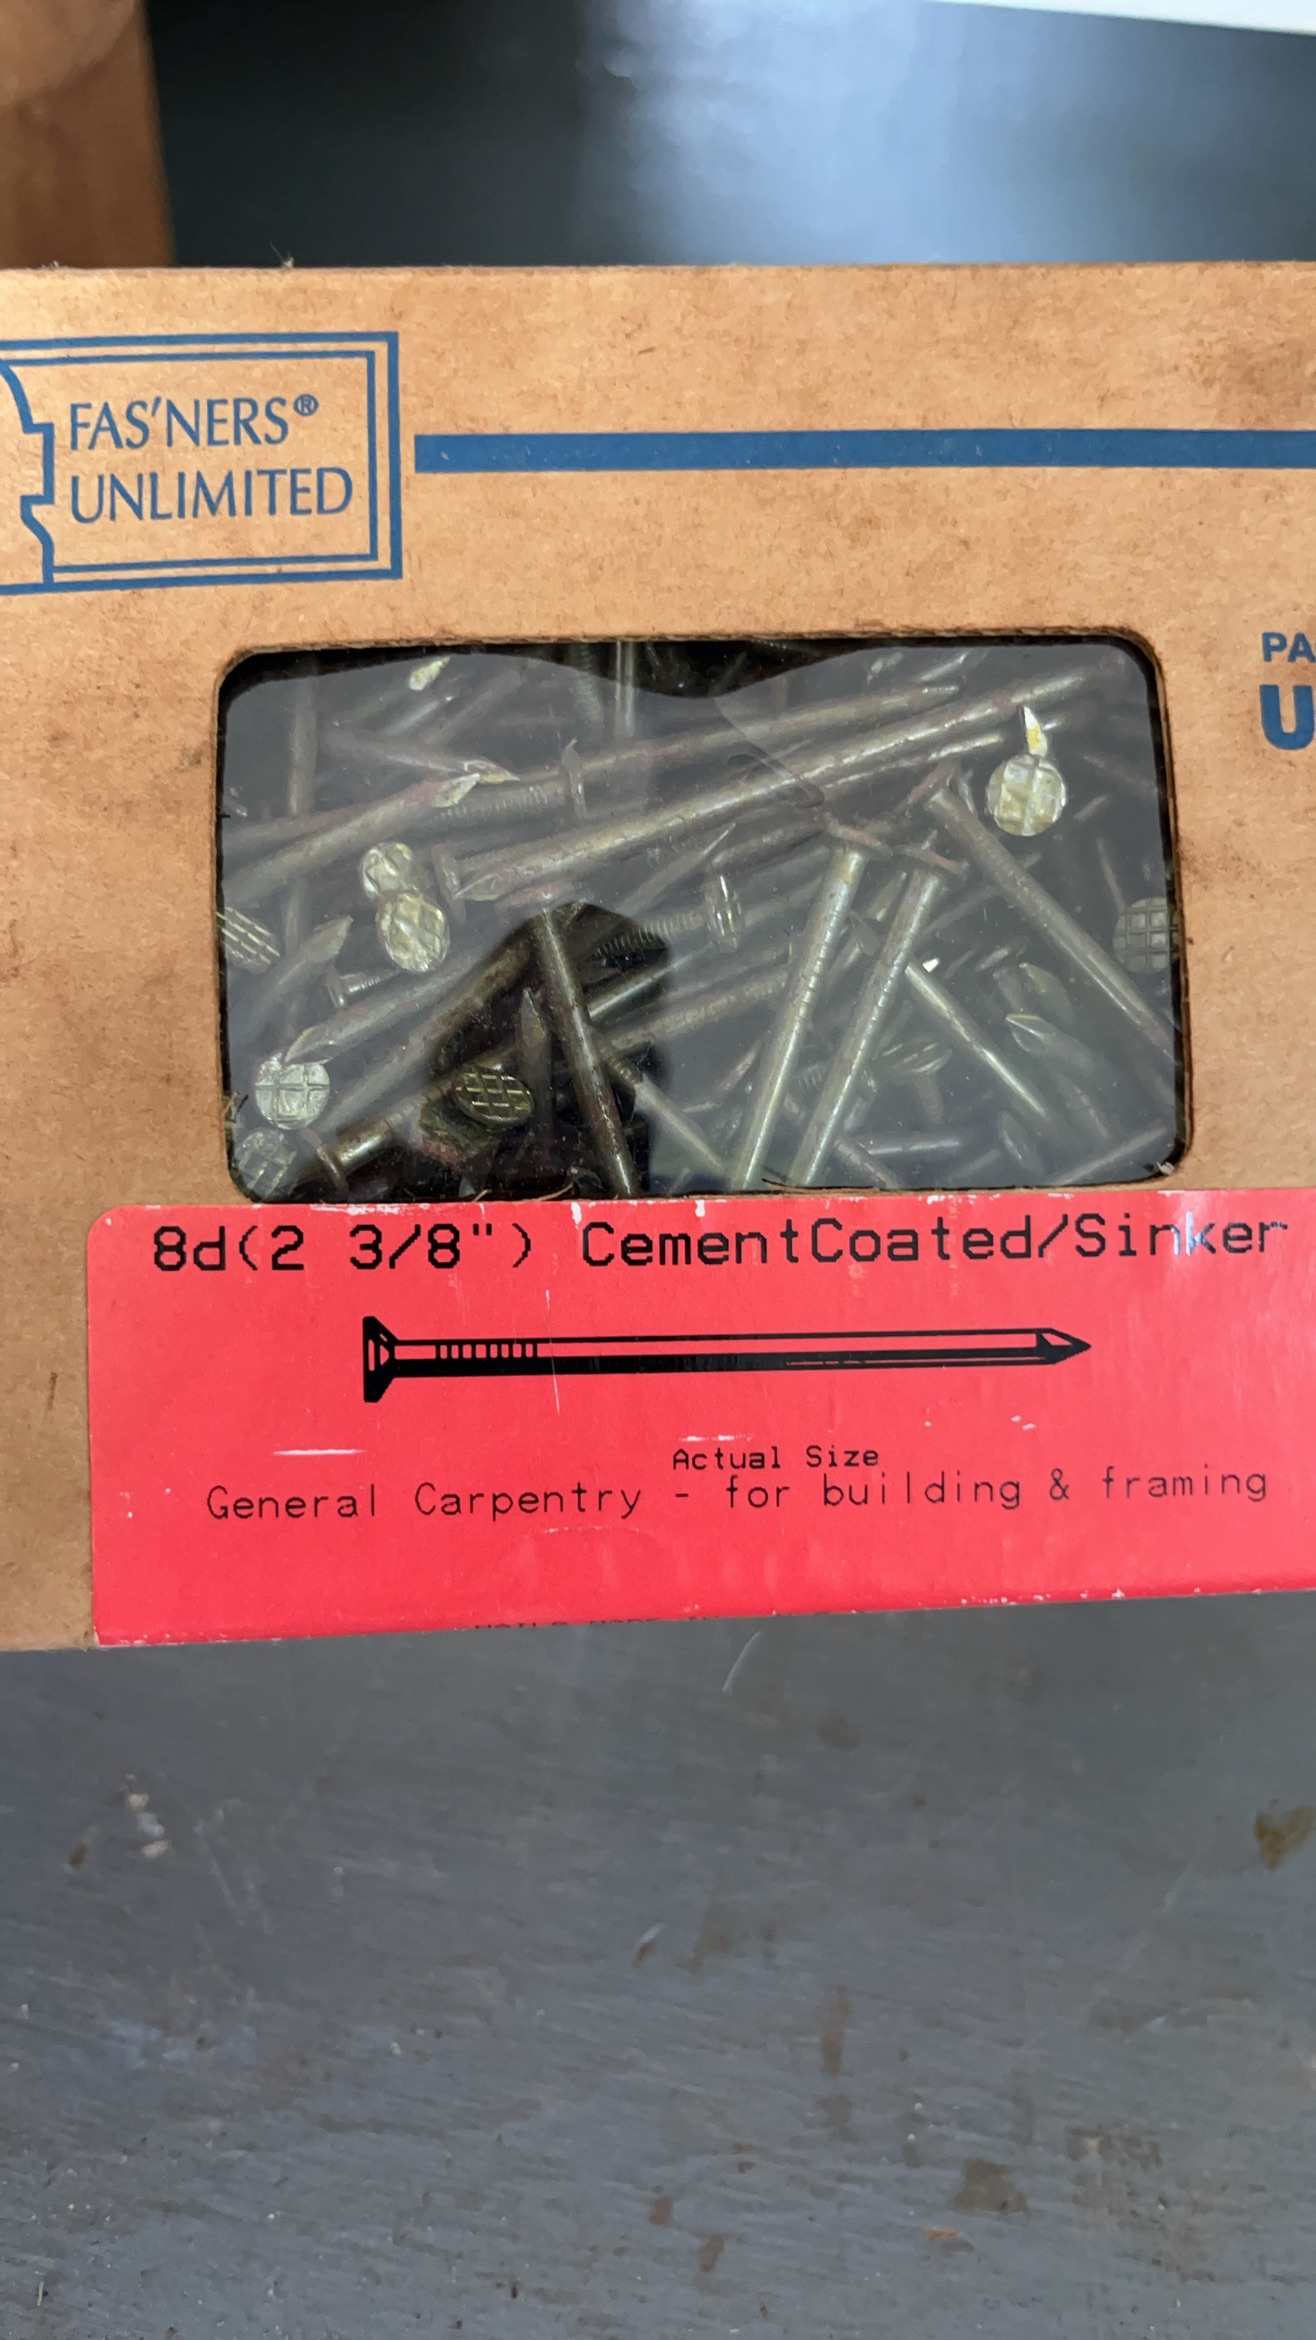 FAS'NERS®
UNLIMITED
PA
U
8d(2 3/8") CementCoated/Sinker
Actual Size
General Carpentry - for building & framing